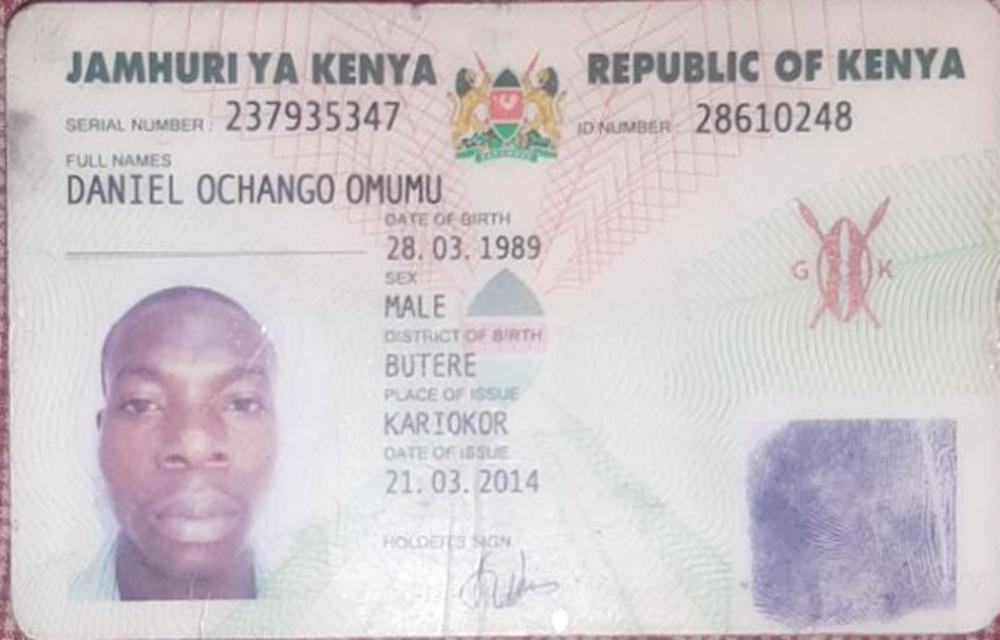 JAMHURI YA KENYA REPUBLIC OF KENYA
SERIAL NUMBER: 237935347 ID NUMBER 28610248
FULL NAMES
DANIEL OCHANGO OMUMU
DATE OF BIRTH
28.03.1989
SEX
MALE
G K
DISTRICT OF BIRTH
BUTERE
PLACE OF ISSUE
KARIOKOR
DATE OF ISSUE
21.03.2014
HOLDER'S SIGN